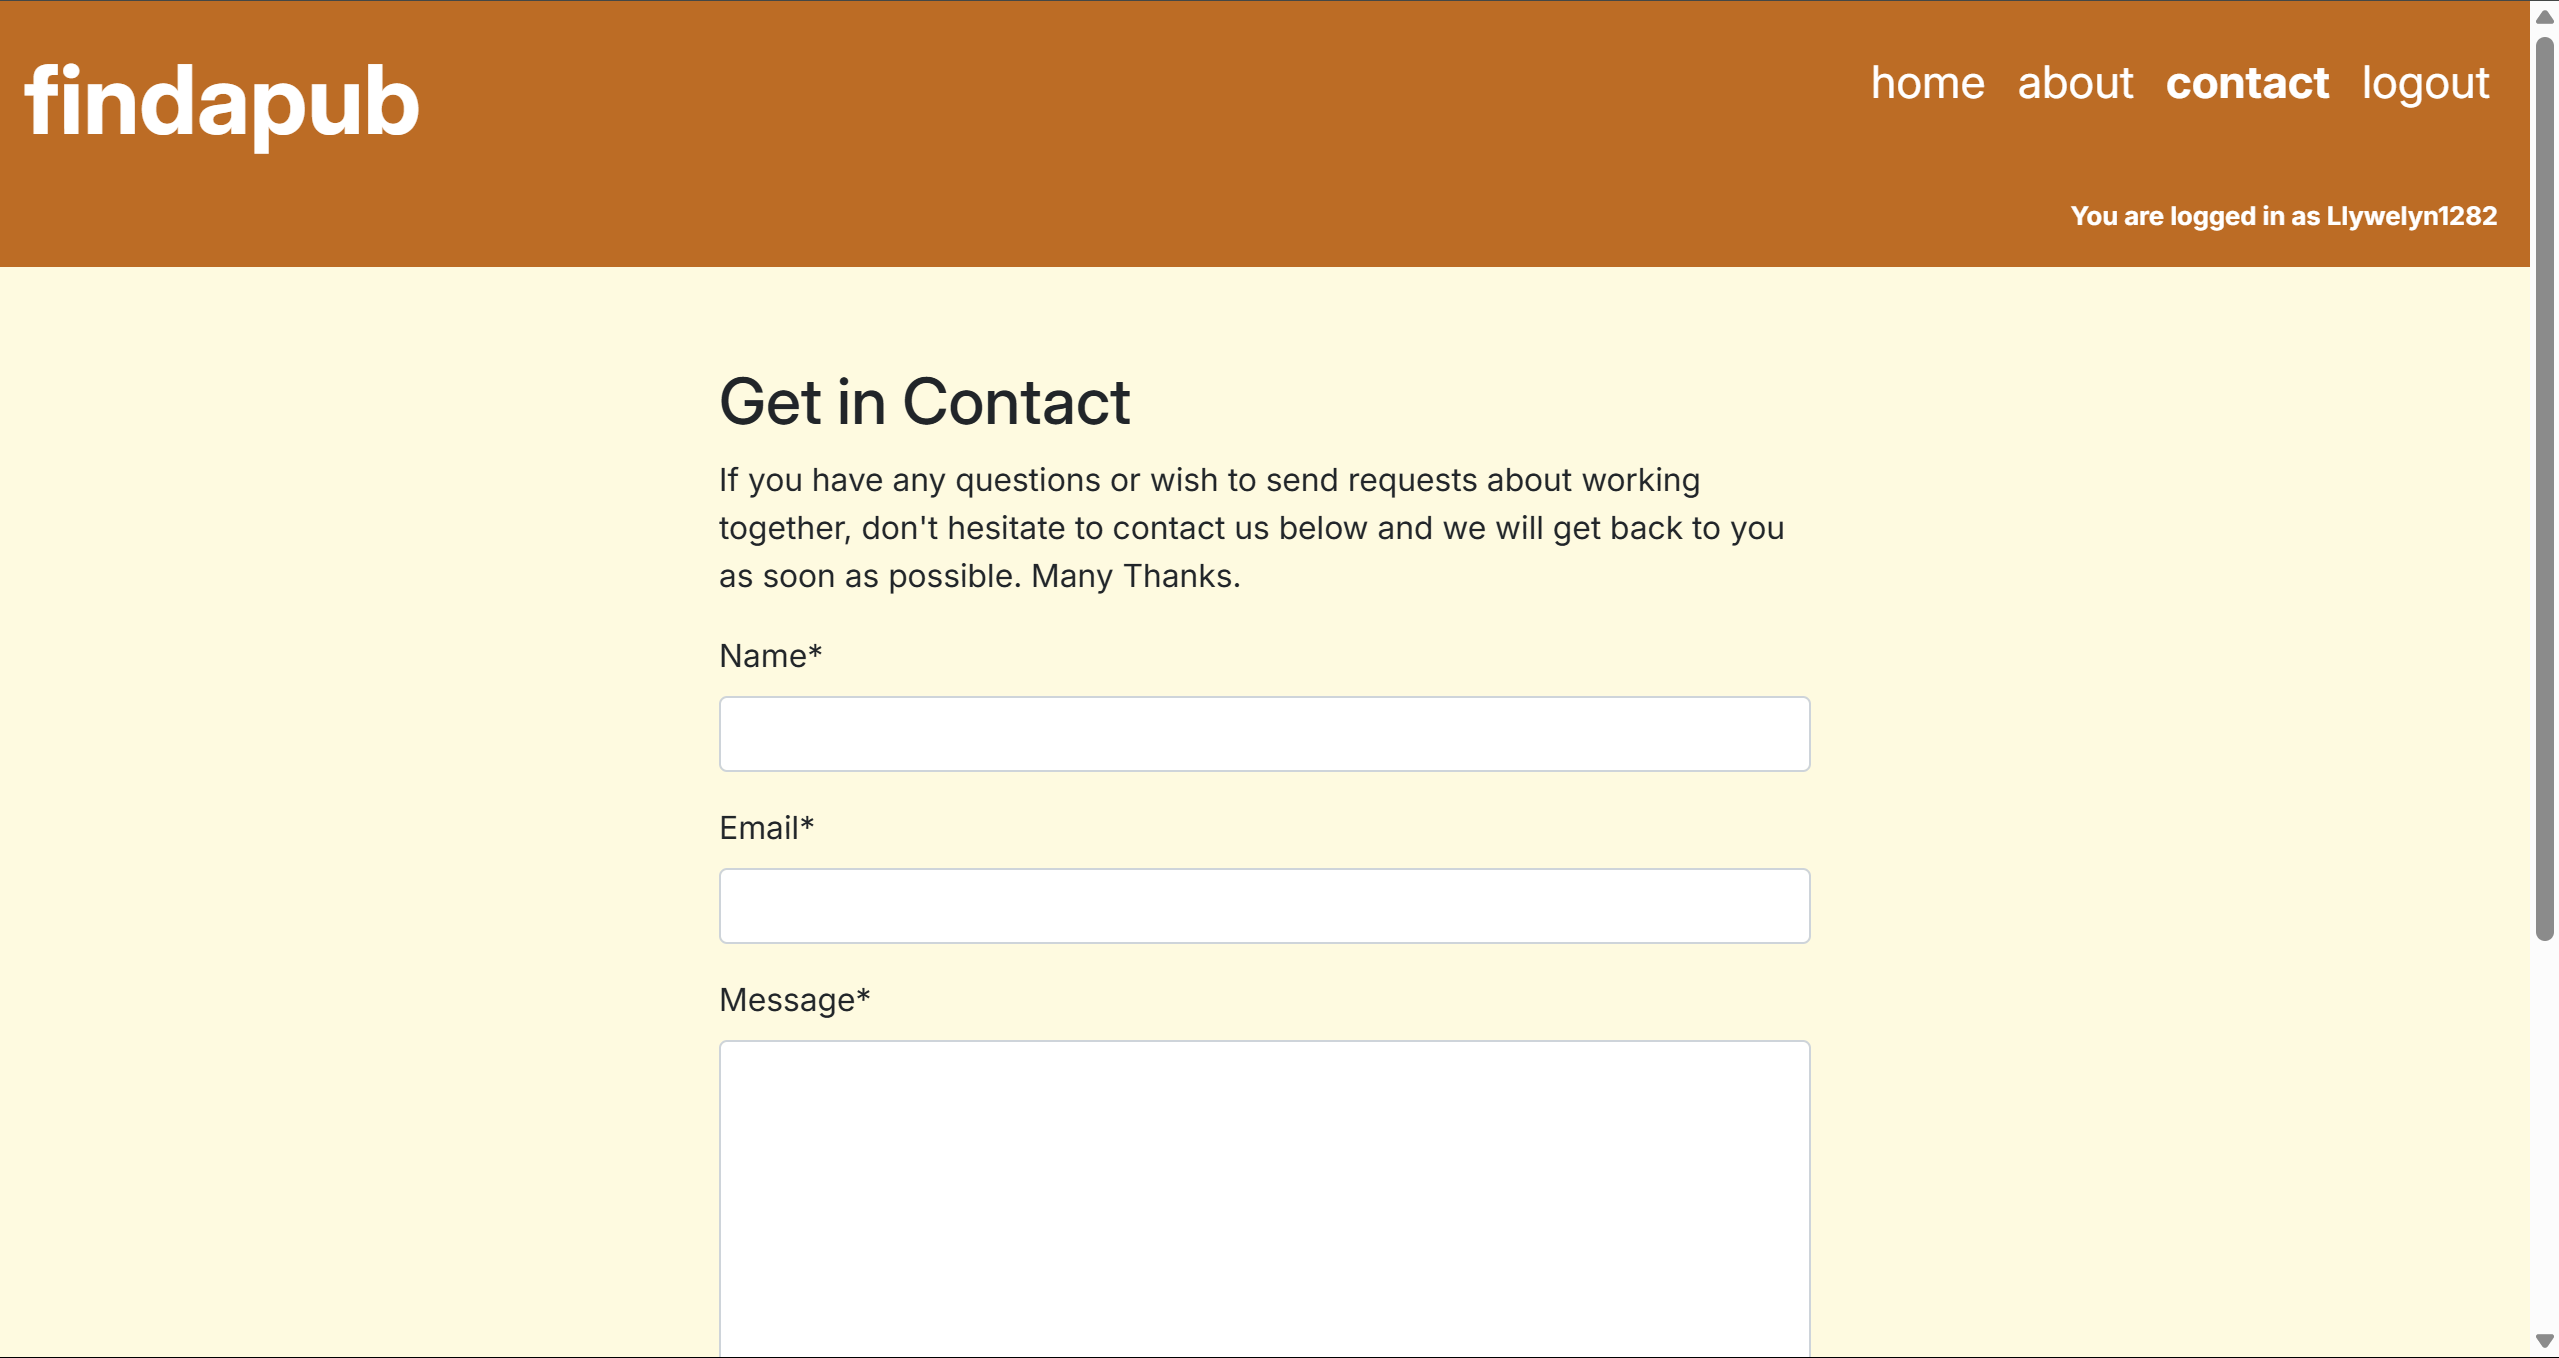 findapub
home about contact logout
You are logged in as Llywelyn1282
Get in Contact
If you have any questions or wish to send requests about working
together, don't hesitate to contact us below and we will get back to you
as soon as possible. Many Thanks.
Name*
Email*
Message*